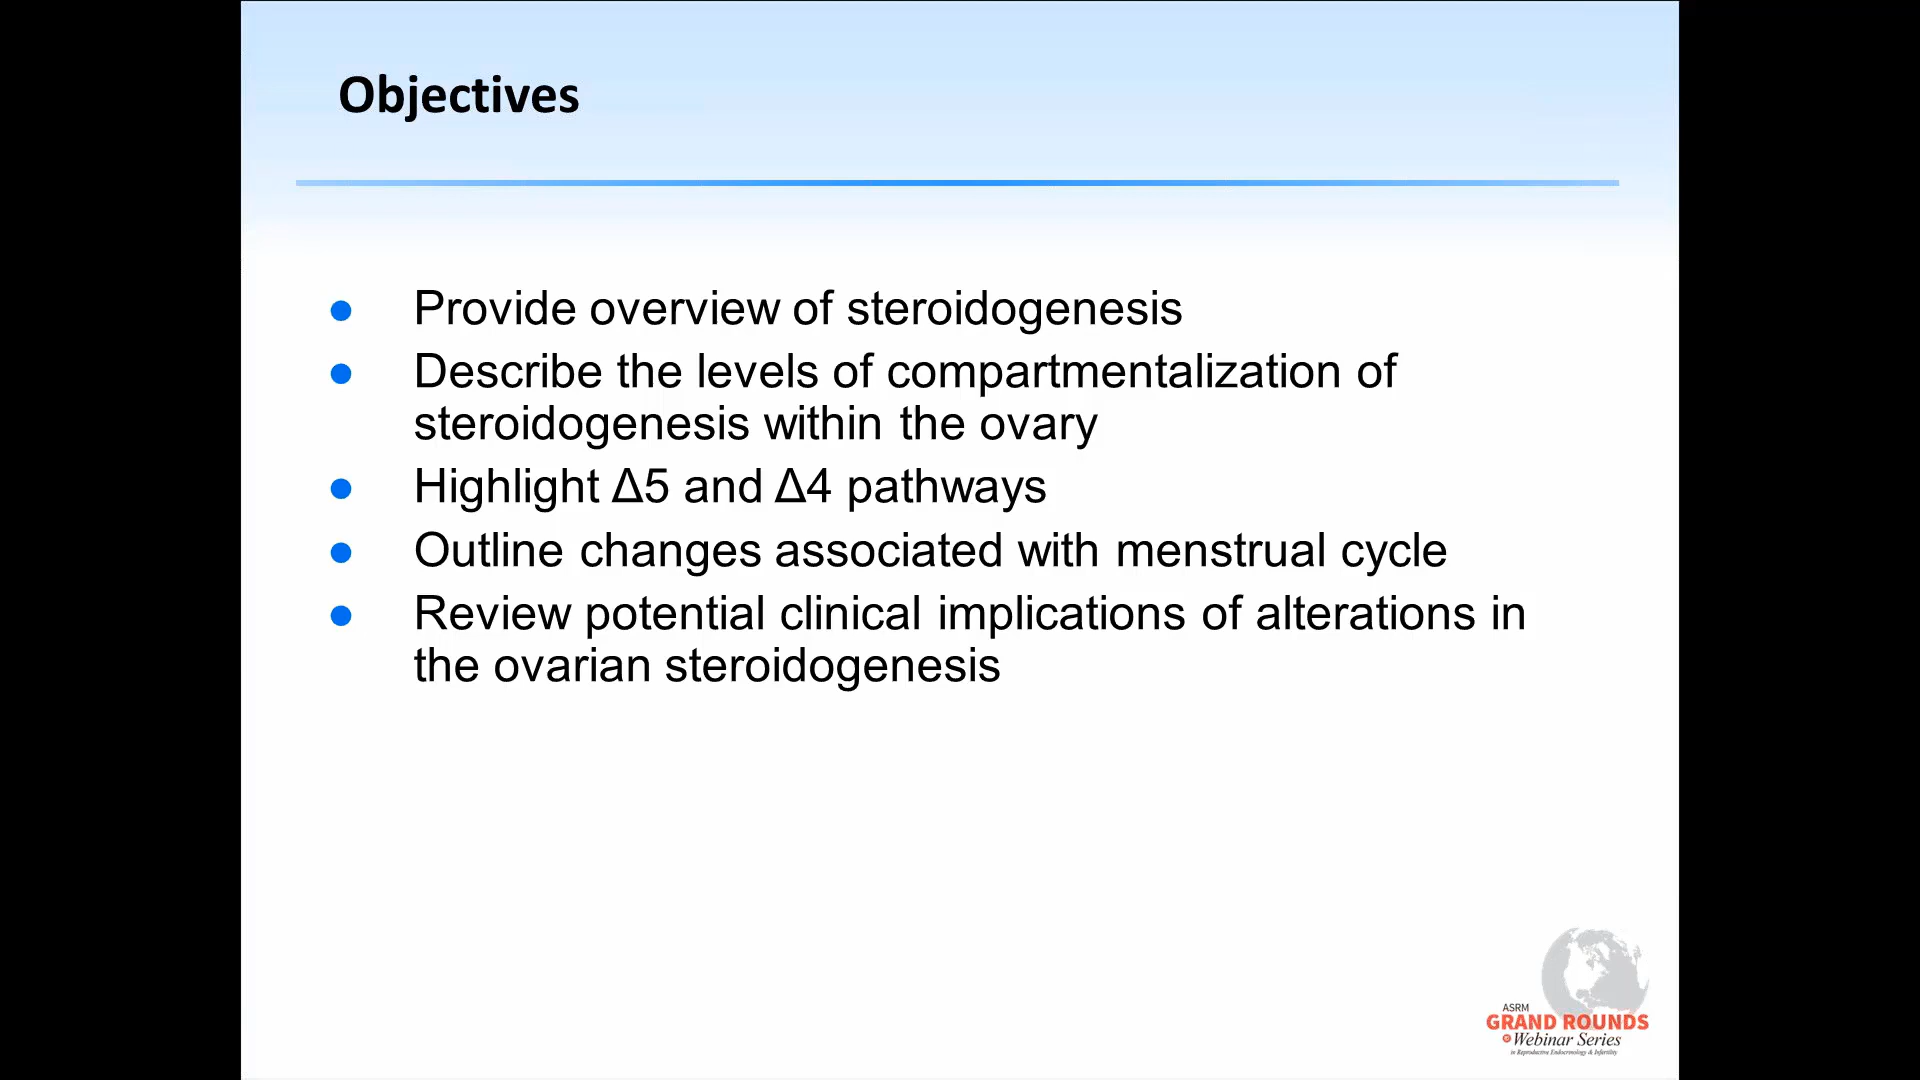 Objectives
● Provide overview of steroidogenesis
● Describe the levels of compartmentalization of
steroidogenesis within the ovary
● Highlight Δ5 and Δ4 pathways
● Outline changes associated with menstrual cycle
● Review potential clinical implications of alterations in
the ovarian steroidogenesis
ASRM
GRAND ROUNDS
Webinar Series
in Reproductive Endocrinology & Infertility